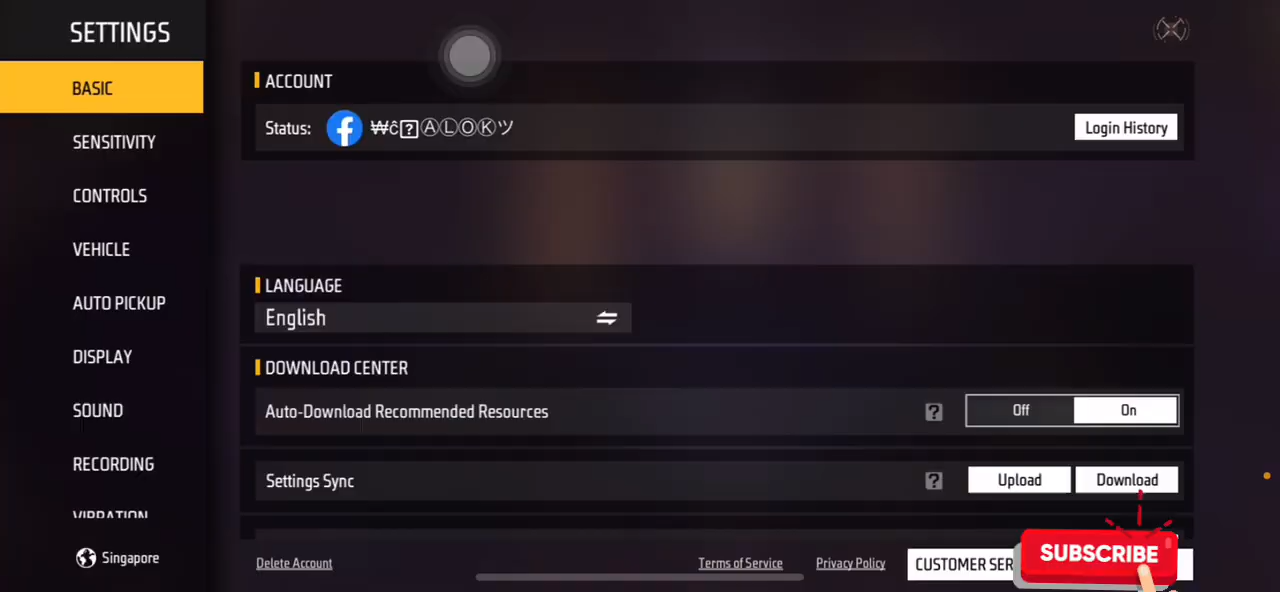 SETTINGS
BASIC
SENSITIVITY
CONTROLS
VEHICLE
AUTO PICKUP
DISPLAY
SOUND
RECORDING
VIBRATION
Singapore
ACCOUNT
Status: ₩ĉ⍰ⒶⓁⓄⓀツ
Login History
LANGUAGE
English
DOWNLOAD CENTER
Auto-Download Recommended Resources ? Off On
Settings Sync ? Upload Download
Delete Account
Terms of Service
Privacy Policy
CUSTOMER SER
SUBSCRIBE